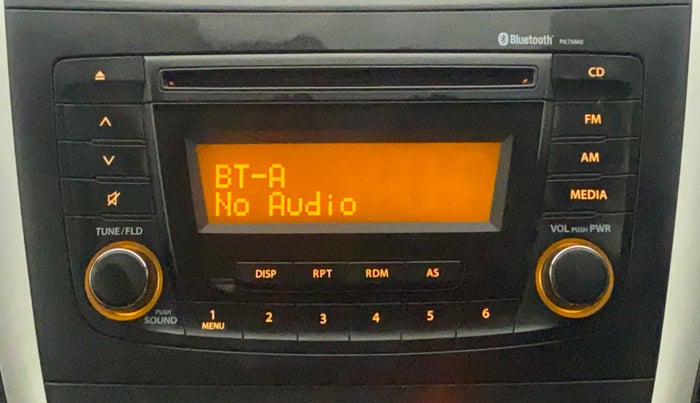 Bluetooth PA76M0
CD
FM
AM
MEDIA
BT-A
No Audio
TUNE/FLD
VOL PUSH PWR
DISP RPT RDM AS
PUSH
SOUND
1 2 3 4 5 6
MENU